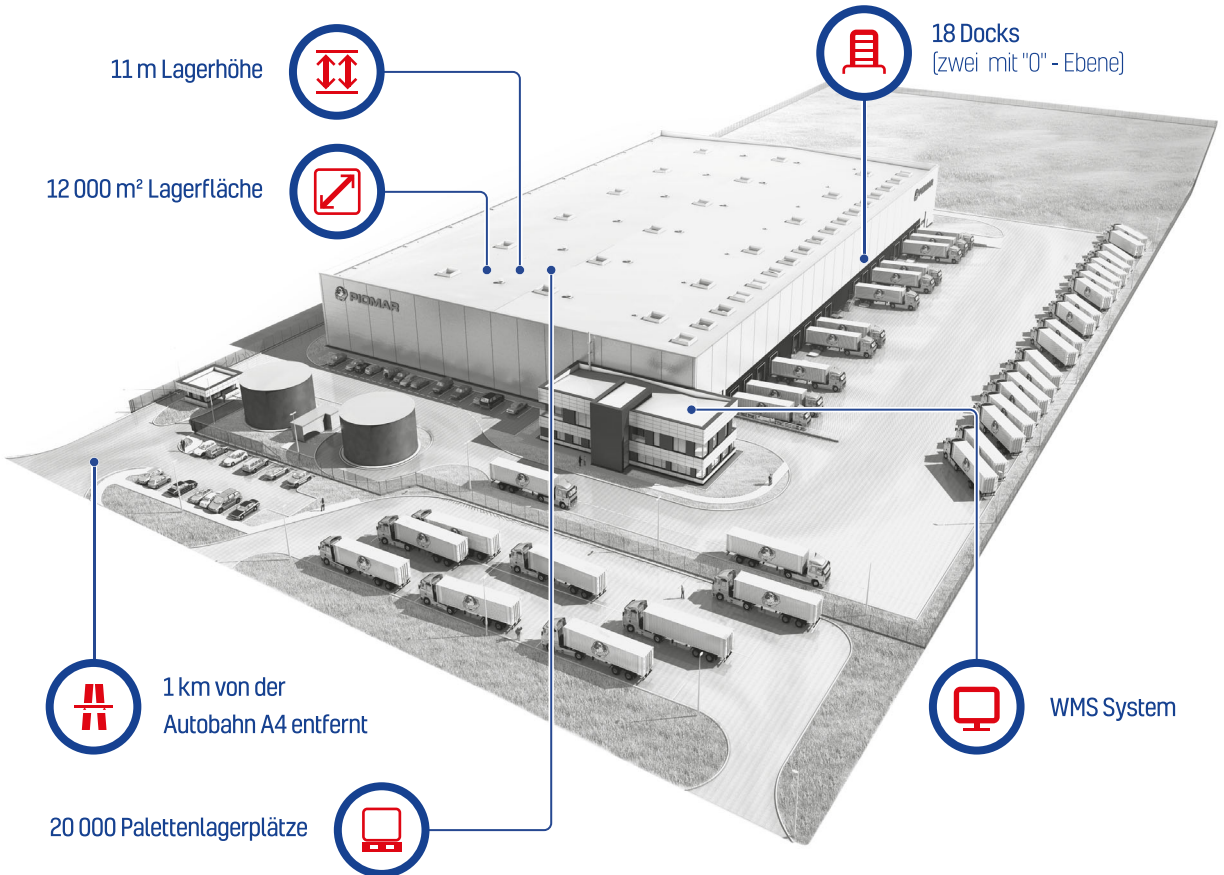 18 Docks
(zwei mit "0" - Ebene)
11 m Lagerhöhe
12 000 m² Lagerfläche
PIOMAR
1 km von der
Autobahn A4 entfernt
WMS System
20 000 Palettenlagerplätze